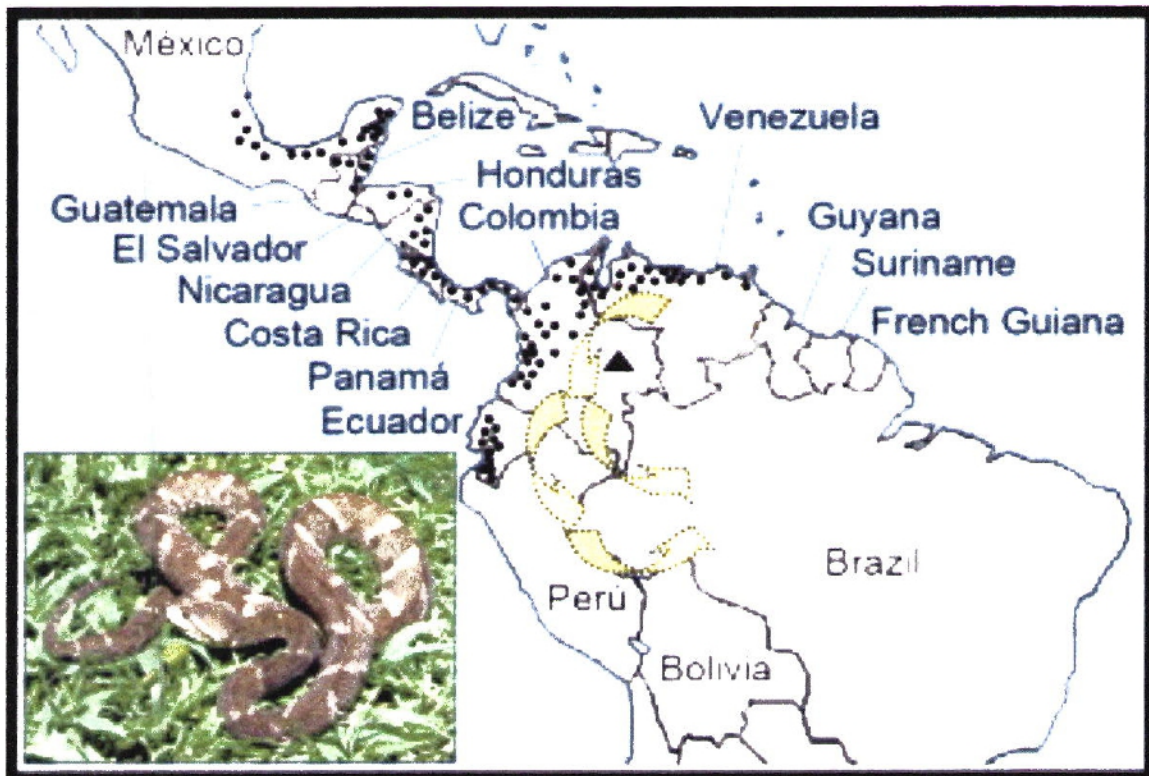 México
Belize
Venezuela
Honduras
Guatemala
Colombia
Guyana
El Salvador
Suriname
Nicaragua
French Guiana
Costa Rica
Panamá
Ecuador
Brazil
Perú
Bolivia